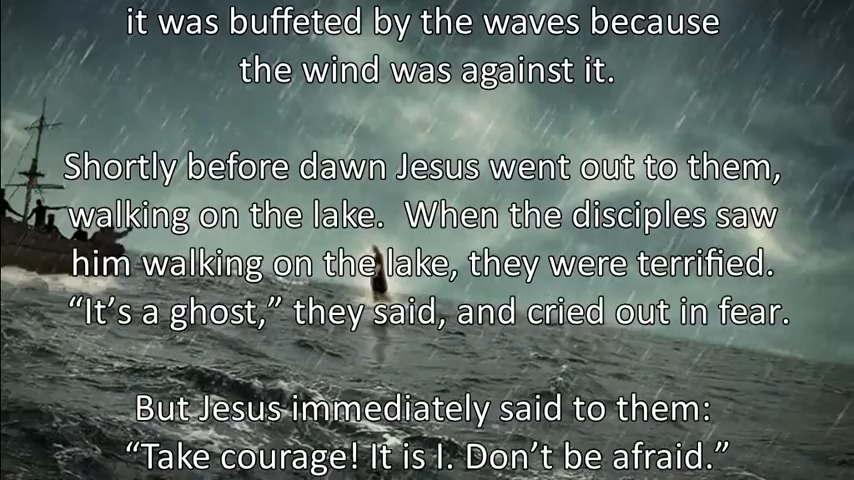 it was buffeted by the waves because
the wind was against it.
Shortly before dawn Jesus went out to them,
walking on the lake. When the disciples saw
him walking on the lake, they were terrified.
“It’s a ghost,” they said, and cried out in fear.
But Jesus immediately said to them:
“Take courage! It is I. Don’t be afraid.”